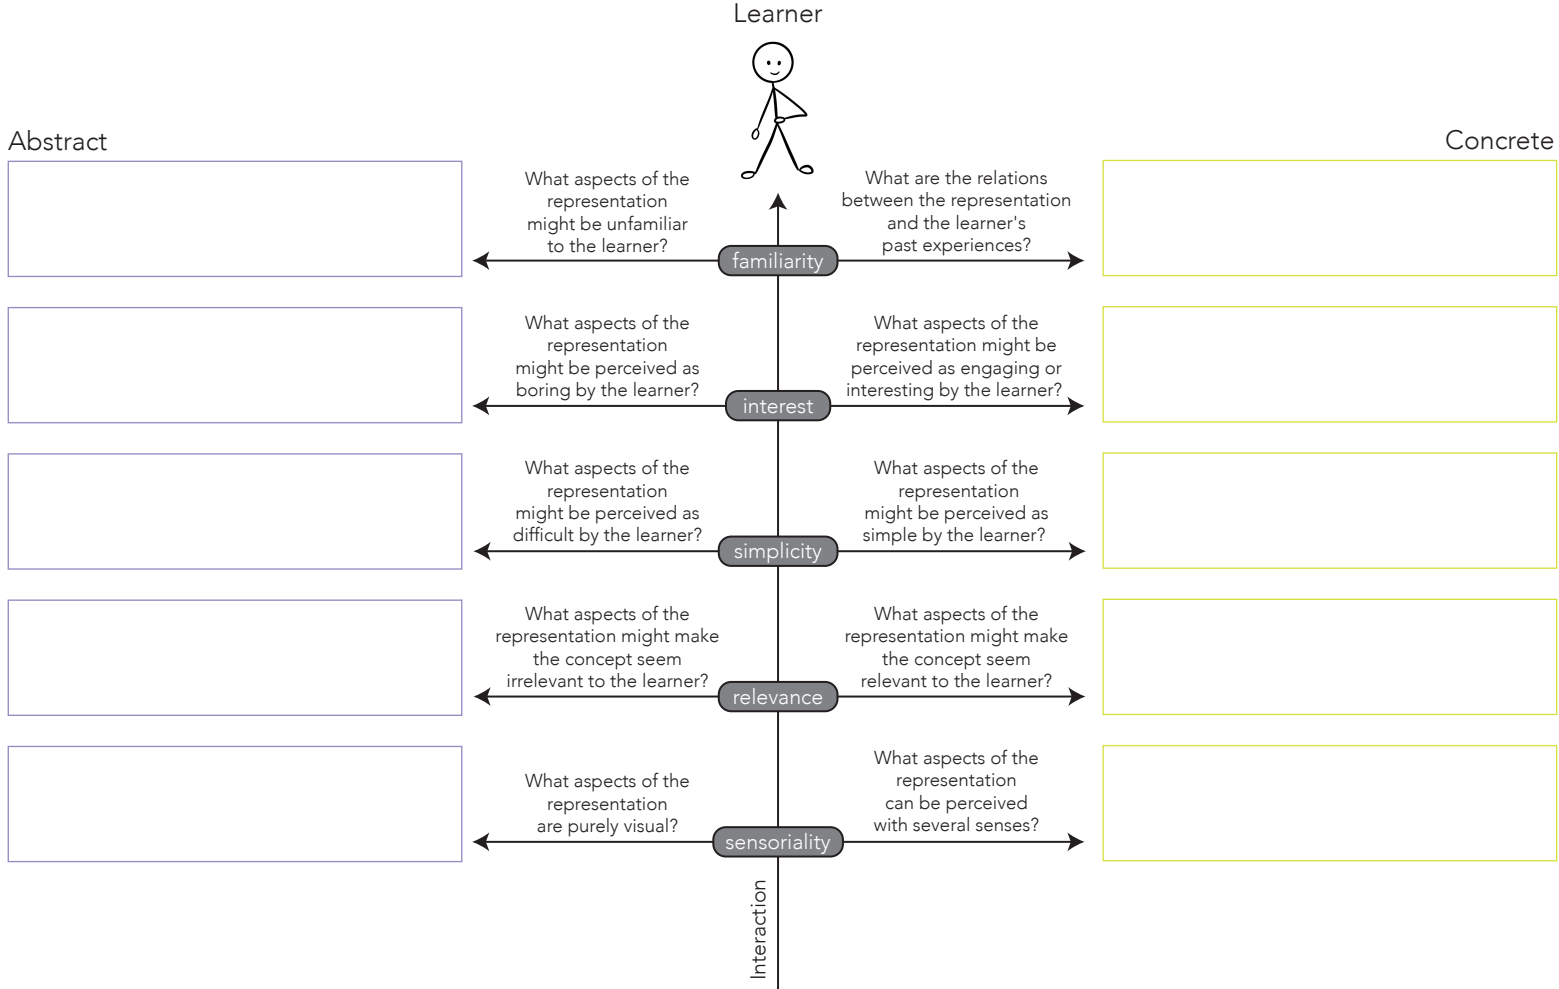 Learner
Abstract
Concrete
What aspects of the
representation
might be unfamiliar
to the learner?
What are the relations
between the representation
and the learner's
past experiences?
familiarity
What aspects of the
representation
might be perceived as
boring by the learner?
What aspects of the
representation might be
perceived as engaging or
interesting by the learner?
interest
What aspects of the
representation
might be perceived as
difficult by the learner?
What aspects of the
representation
might be perceived as
simple by the learner?
simplicity
What aspects of the
representation might make
the concept seem
irrelevant to the learner?
What aspects of the
representation might make
the concept seem
relevant to the learner?
relevance
What aspects of the
representation
are purely visual?
What aspects of the
representation
can be perceived
with several senses?
sensoriality
Interaction